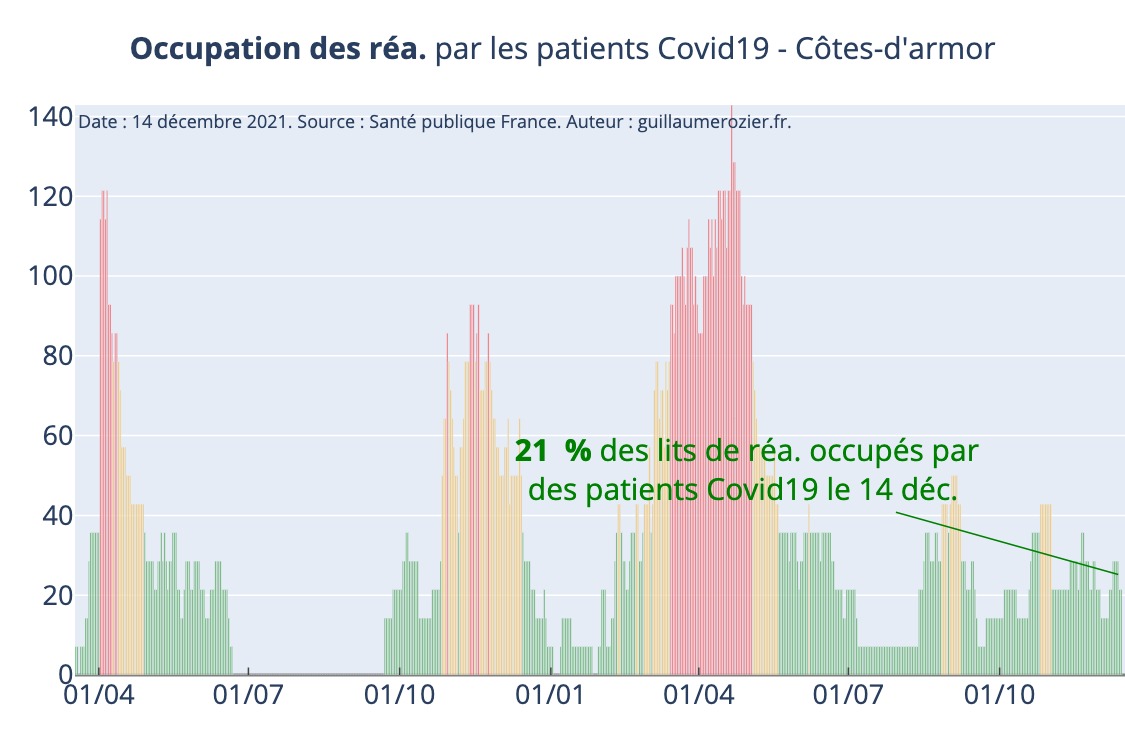 Occupation des réa. par les patients Covid19 - Côtes-d'armor
140
Date : 14 décembre 2021. Source : Santé publique France. Auteur : guillaumerozier.fr.
120
100
80
60
21 % des lits de réa. occupés par
des patients Covid19 le 14 déc.
40
20
0
01/04 01/07 01/10 01/01 01/04 01/07 01/10